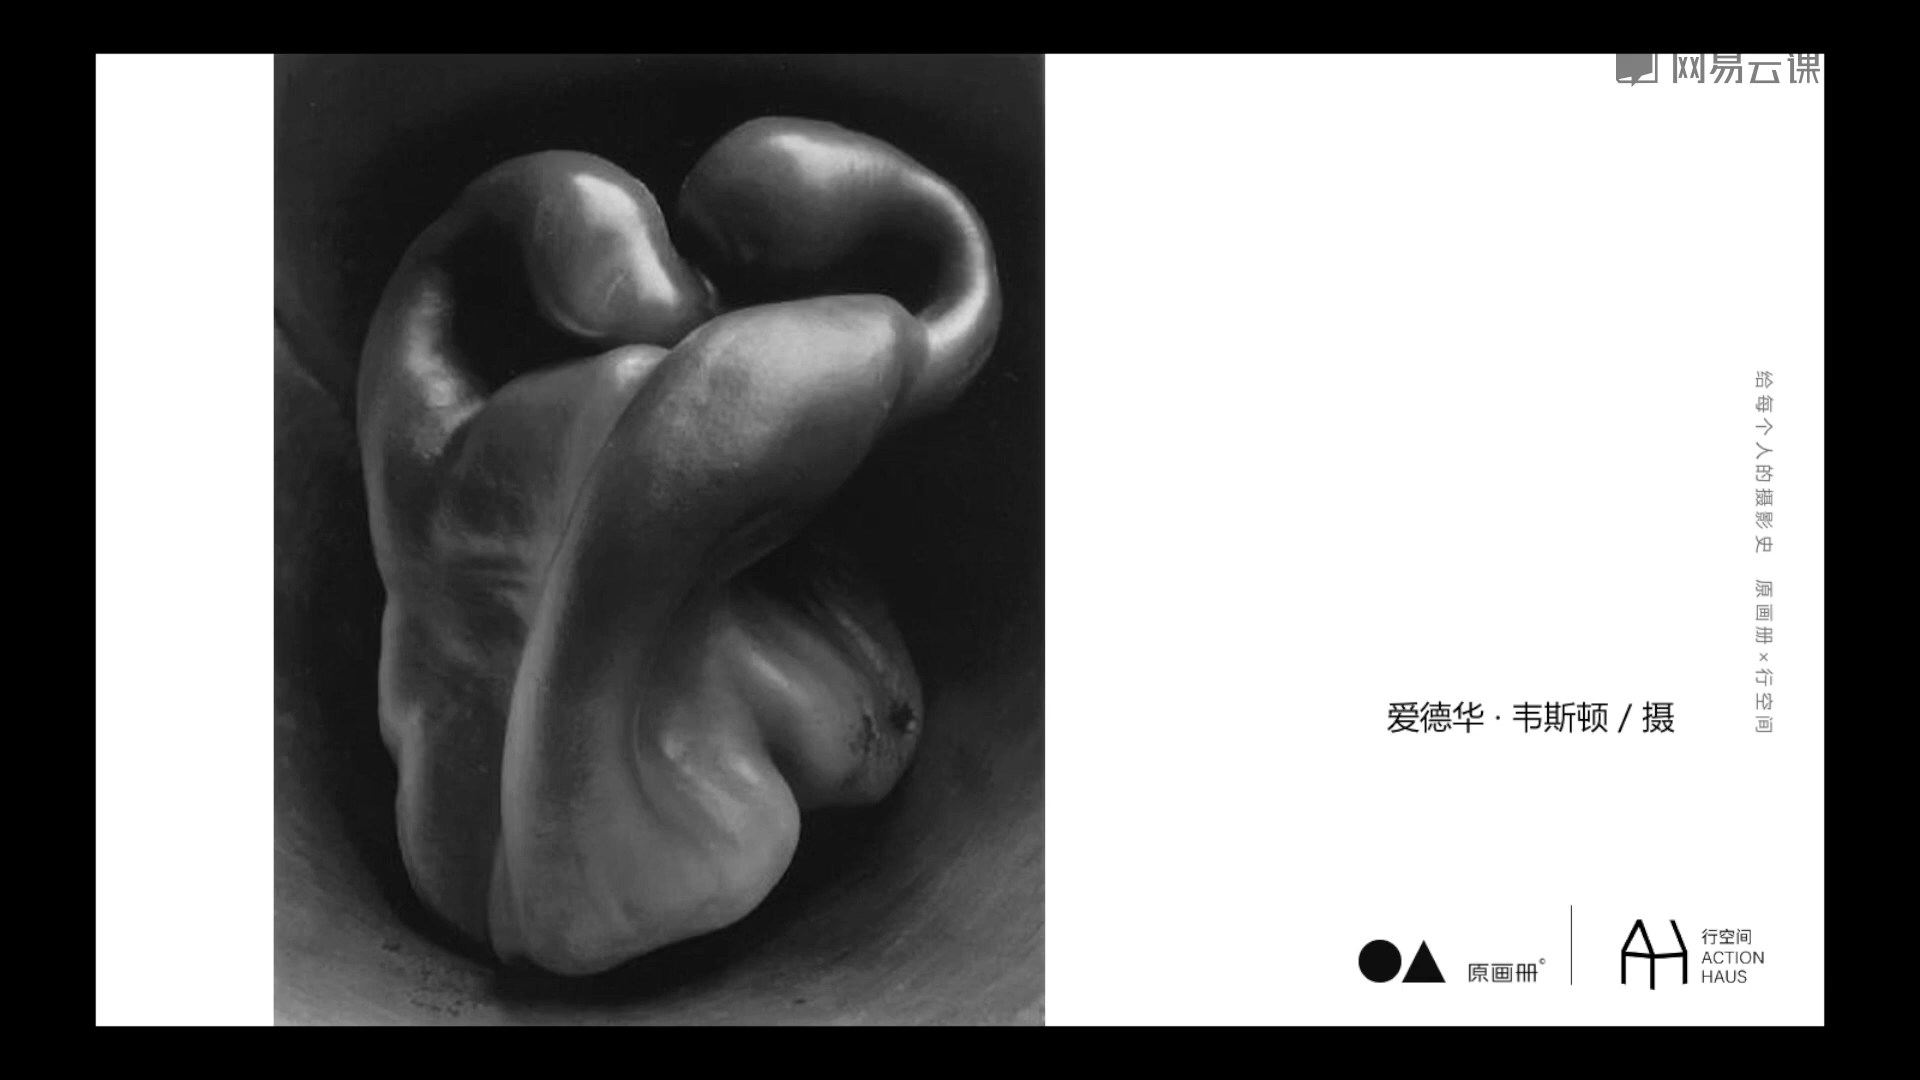 网易云课
给每个人的摄影史 原画册×行空间
爱德华·韦斯顿 / 摄
原画册©
行空间
ACTION
HAUS